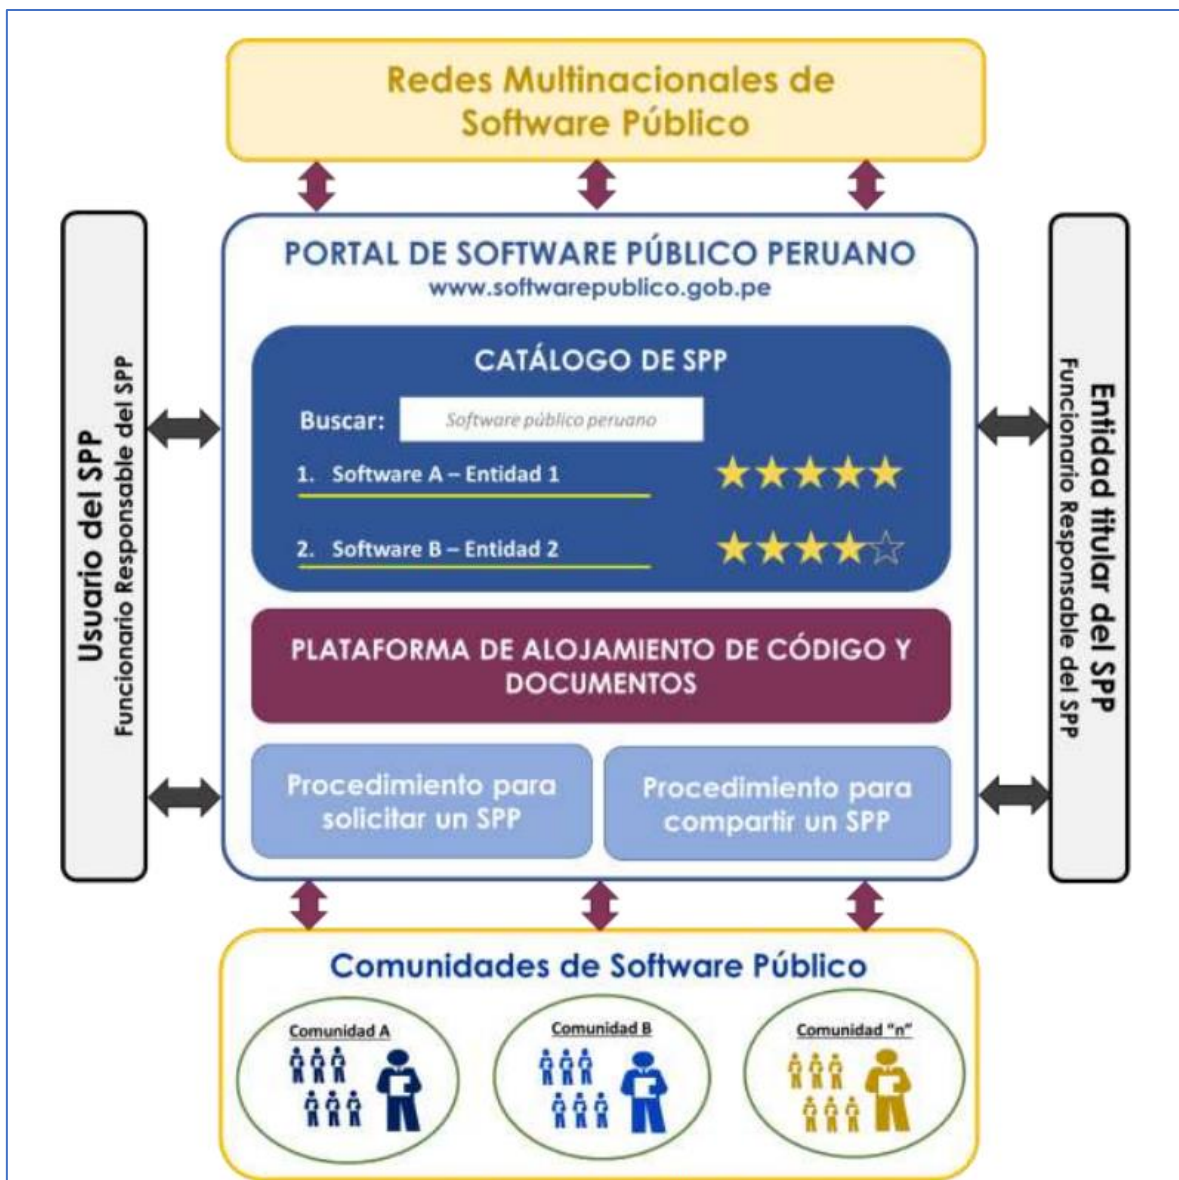 Redes Multinacionales de
Software Público
PORTAL DE SOFTWARE PÚBLICO PERUANO
www.softwarepublico.gob.pe
CATÁLOGO DE SPP
Buscar: Software público peruano
1. Software A – Entidad 1
2. Software B – Entidad 2
PLATAFORMA DE ALOJAMIENTO DE CÓDIGO Y
DOCUMENTOS
Procedimiento para
solicitar un SPP
Procedimiento para
compartir un SPP
Usuario del SPP
Funcionario Responsable del SPP
Entidad titular del SPP
Funcionario Responsable del SPP
Comunidades de Software Público
Comunidad A
Comunidad B
Comunidad "n"